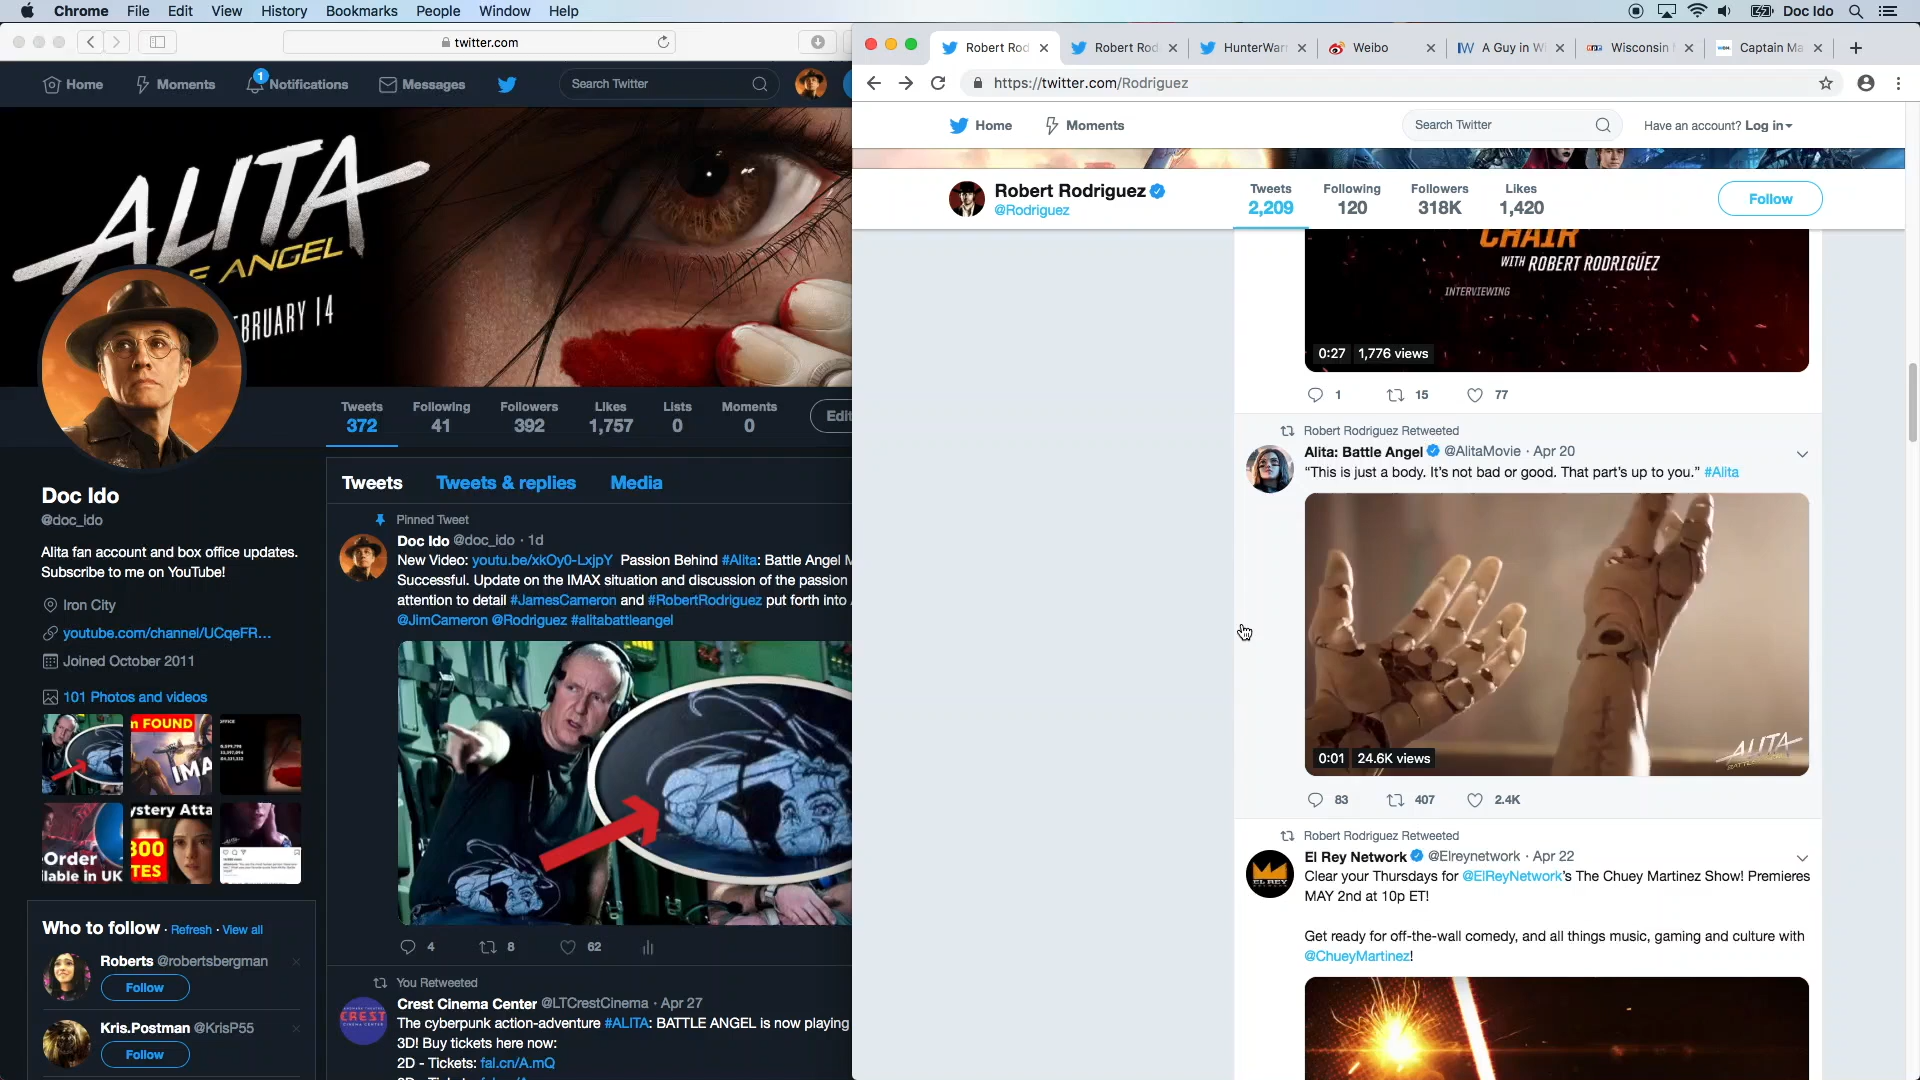 Chrome File Edit View History Bookmarks People Window Help
Doc Ido
twitter.com
Home Moments 1 Notifications Messages Search Twitter
ALITA
BATTLE ANGEL
FEBRUARY 14
Tweets Following Followers Likes Lists Moments
372 41 392 1,757 0 0
Edit
Doc Ido
@doc_ido
Alita fan account and box office updates.
Subscribe to me on YouTube!
Iron City
youtube.com/channel/UCqeFR...
Joined October 2011
101 Photos and videos
Who to follow · Refresh · View all
Roberts @robertsbergman
Follow
Kris.Postman @KrisP55
Follow
Tweets Tweets & replies Media
Pinned Tweet
Doc Ido @doc_ido · 1d
New Video: youtu.be/xkOy0-LxjpY Passion Behind #Alita: Battle Angel M
Successful. Update on the IMAX situation and discussion of the passion
attention to detail #JamesCameron and #RobertRodriguez put forth into
@JimCameron @Rodriguez #alitabattleangel
4 8 62
You Retweeted
Crest Cinema Center @LTCrestCinema · Apr 27
The cyberpunk action-adventure #ALITA: BATTLE ANGEL is now playing
3D! Buy tickets here now:
2D - Tickets: fal.cn/A.mQ
Robert Rod Robert Rod HunterWar Weibo A Guy in Wi Wisconsin Captain Ma
https://twitter.com/Rodriguez
Home Moments Search Twitter Have an account? Log in
Robert Rodriguez
@Rodriguez
Tweets Following Followers Likes
2,209 120 318K 1,420
Follow
CHAIR
WITH ROBERT RODRIGUEZ
INTERVIEWING
0:27 1,776 views
1 15 77
Robert Rodriguez Retweeted
Alita: Battle Angel @AlitaMovie · Apr 20
“This is just a body. It’s not bad or good. That part’s up to you.” #Alita
ALITA
0:01 24.6K views
83 407 2.4K
Robert Rodriguez Retweeted
El Rey Network @Elreynetwork · Apr 22
Clear your Thursdays for @ElReyNetwork’s The Chuey Martinez Show! Premieres
MAY 2nd at 10p ET!
Get ready for off-the-wall comedy, and all things music, gaming and culture with
@ChueyMartinez!